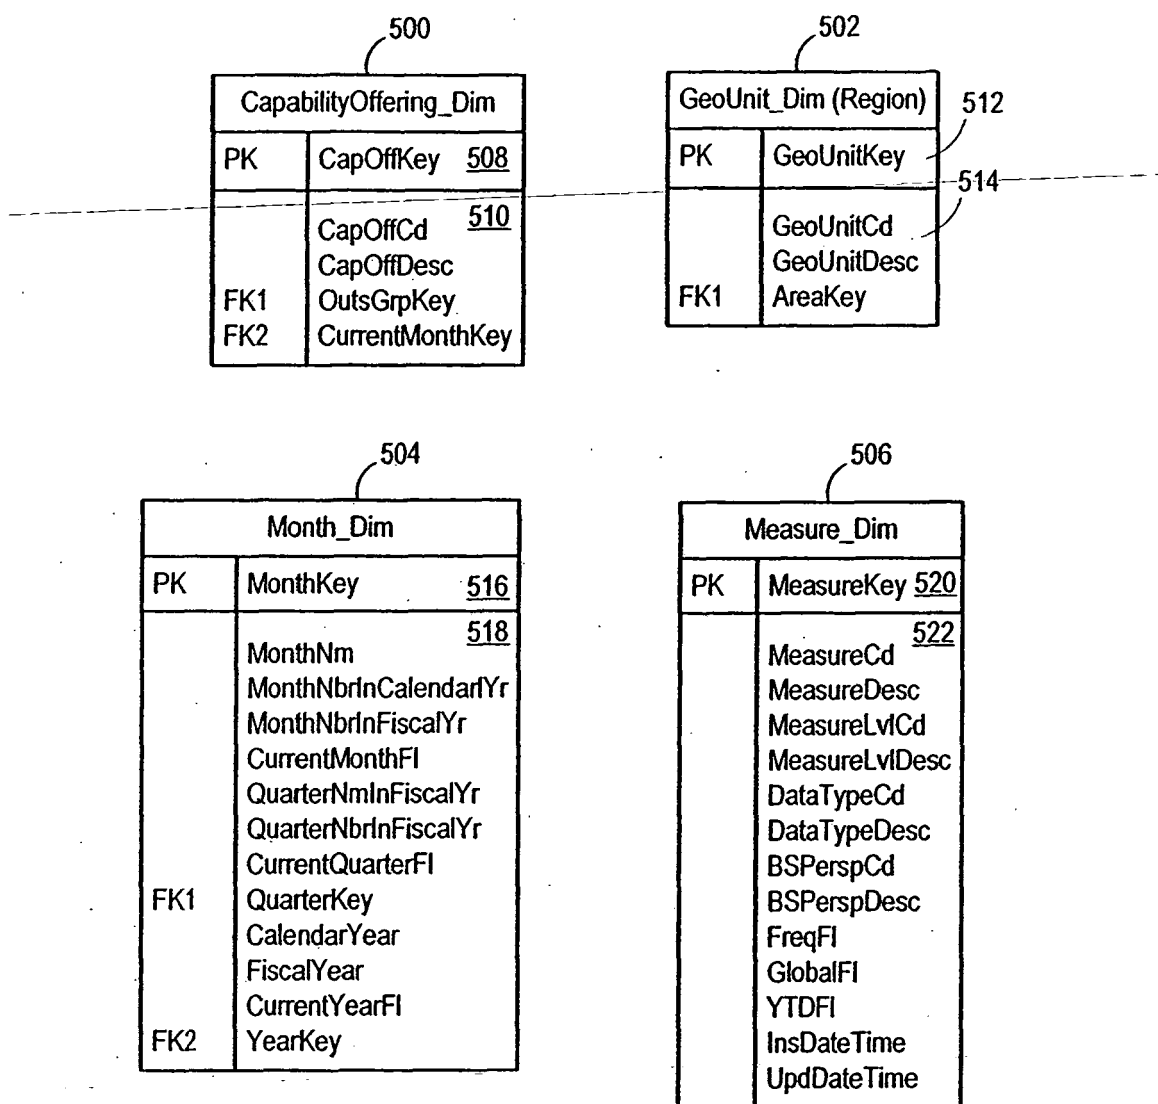 500
CapabilityOffering_Dim
PK CapOffKey 508
510
CapOffCd
CapOffDesc
FK1 OutsGrpKey
FK2 CurrentMonthKey
502
GeoUnit_Dim (Region)
512
PK GeoUnitKey
514
GeoUnitCd
GeoUnitDesc
FK1 AreaKey
504
Month_Dim
PK MonthKey 516
518
MonthNm
MonthNbrInCalendarlYr
MonthNbrInFiscalYr
CurrentMonthFl
QuarterNmInFiscalYr
QuarterNbrInFiscalYr
CurrentQuarterFl
FK1 QuarterKey
CalendarYear
FiscalYear
CurrentYearFl
FK2 YearKey
506
Measure_Dim
PK MeasureKey 520
522
MeasureCd
MeasureDesc
MeasureLvlCd
MeasureLvlDesc
DataTypeCd
DataTypeDesc
BSPerspCd
BSPerspDesc
FreqFl
GlobalFl
YTDFl
InsDateTime
UpdDateTime